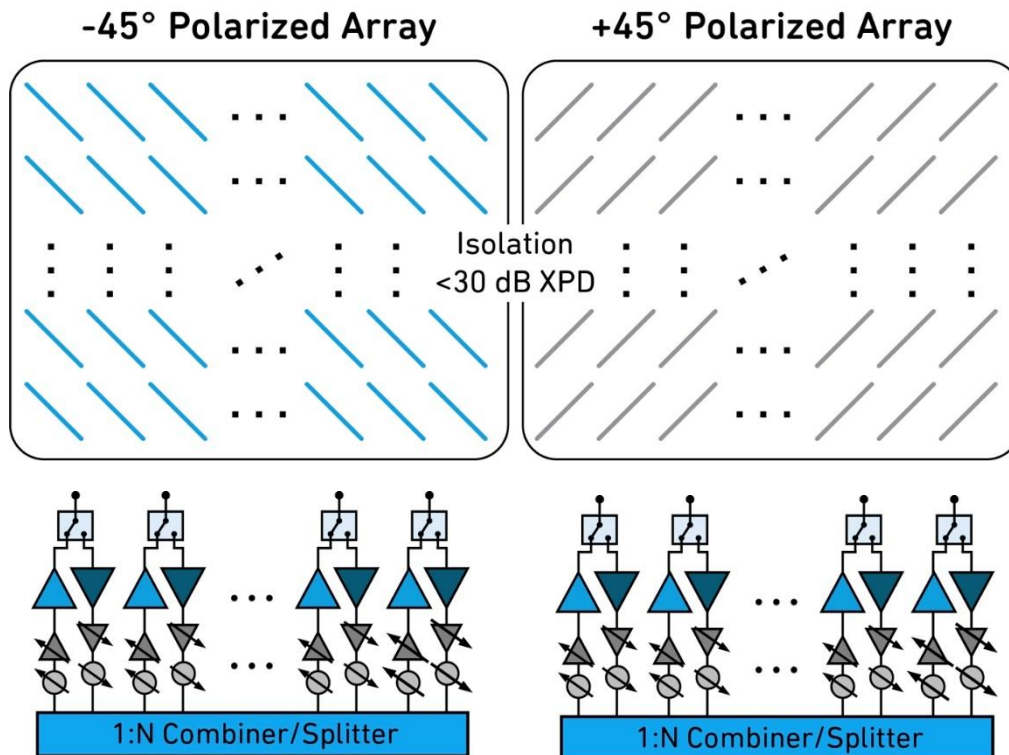 -45° Polarized Array
+45° Polarized Array
Isolation
<30 dB XPD
1:N Combiner/Splitter
1:N Combiner/Splitter